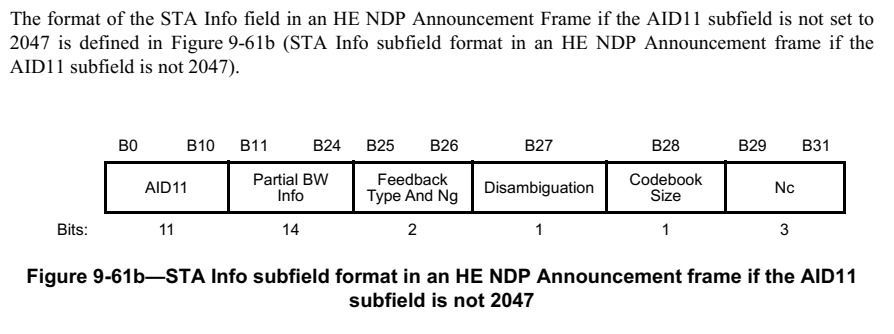 The format of the STA Info field in an HE NDP Announcement Frame if the AID11 subfield is not set to
2047 is defined in Figure 9-61b (STA Info subfield format in an HE NDP Announcement frame if the
AID11 subfield is not 2047).
B0 B10 B11 B24 B25 B26 B27 B28 B29 B31
AID11
Partial BW
Info
Feedback
Type And Ng
Disambiguation
Codebook
Size
Nc
Bits: 11 14 2 1 1 3
Figure 9-61b—STA Info subfield format in an HE NDP Announcement frame if the AID11
subfield is not 2047